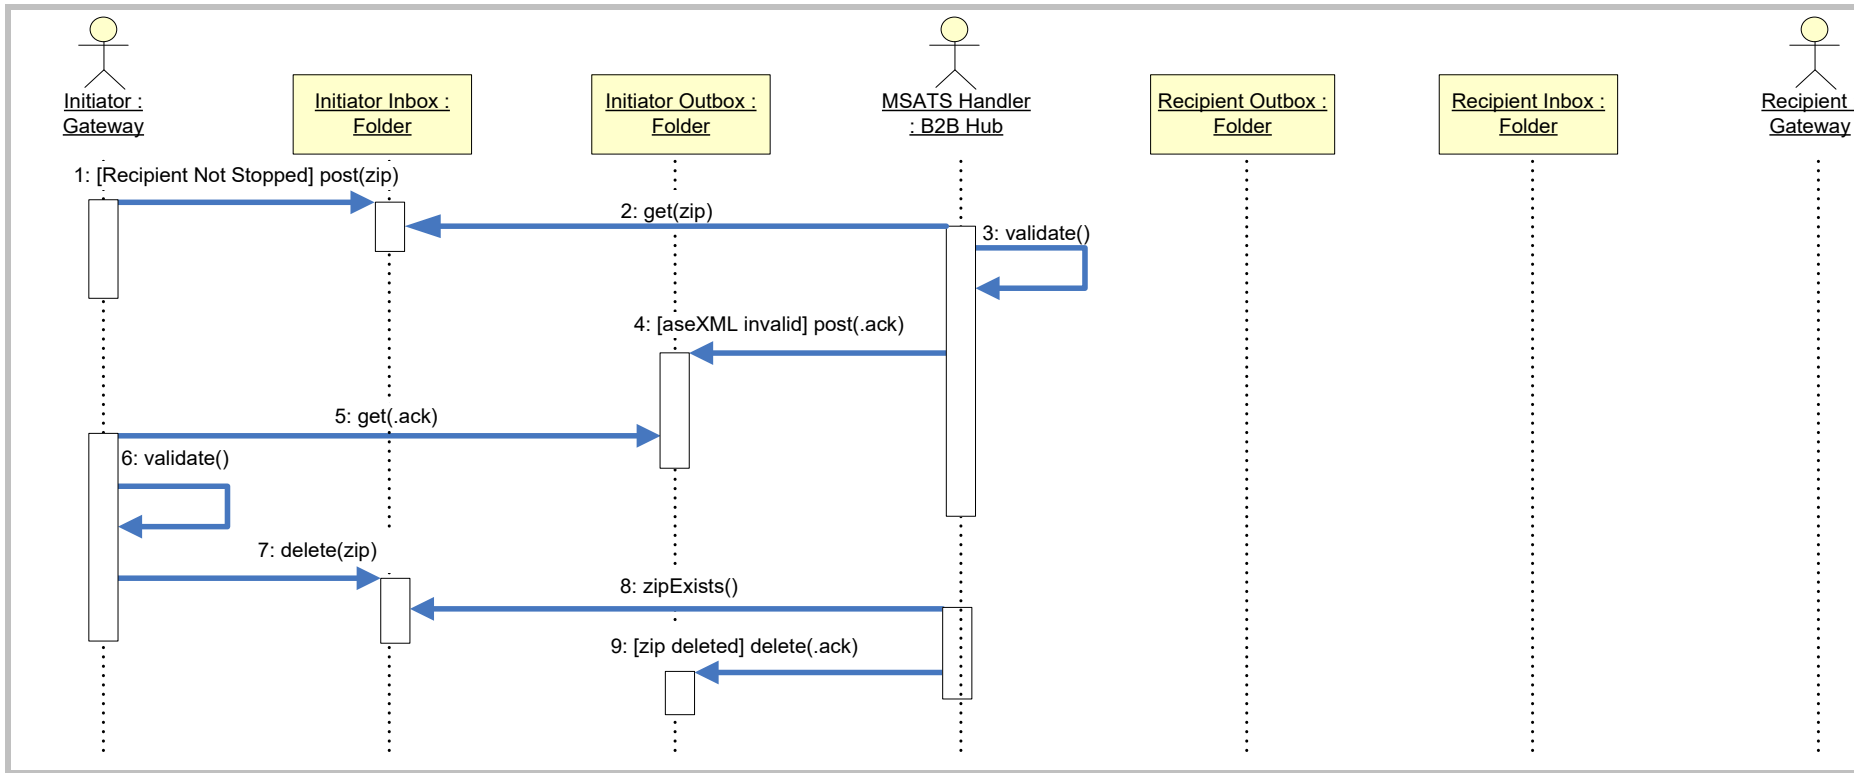 Initiator :
Gateway
Initiator Inbox :
Folder
Initiator Outbox :
Folder
MSATS Handler
: B2B Hub
Recipient Outbox :
Folder
Recipient Inbox :
Folder
Recipient
Gateway
1: [Recipient Not Stopped] post(zip)
2: get(zip)
3: validate()
4: [aseXML invalid] post(.ack)
5: get(.ack)
6: validate()
7: delete(zip)
8: zipExists()
9: [zip deleted] delete(.ack)